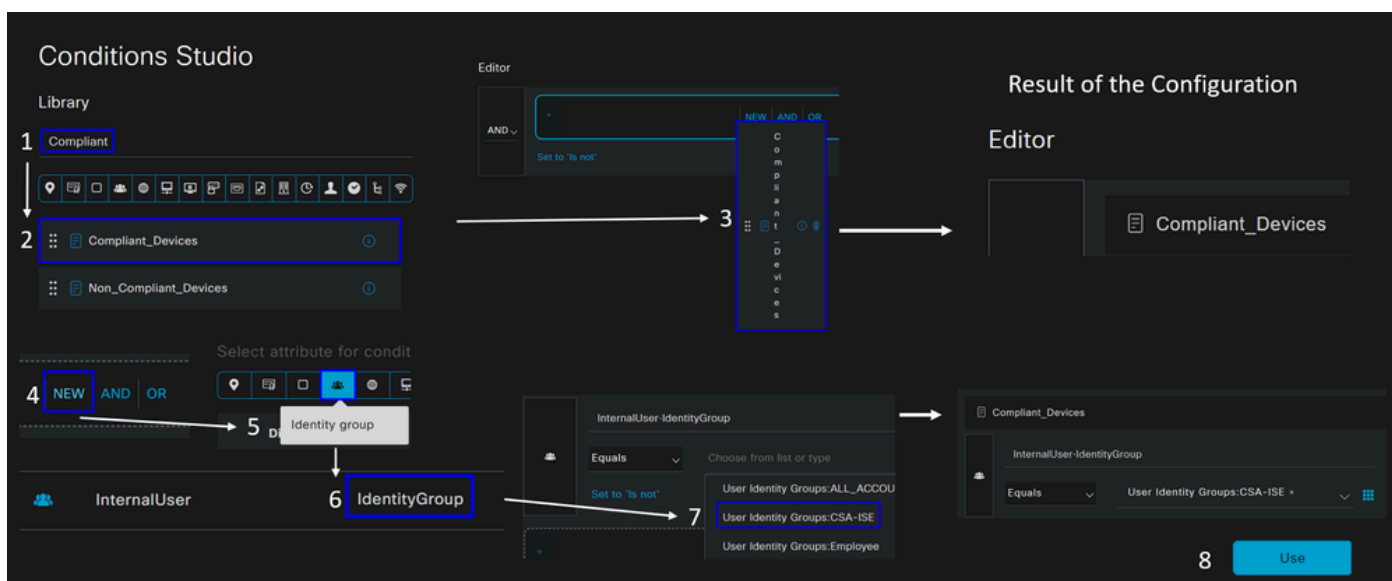 Conditions Studio
Library
1 Compliant
2 Compliant_Devices
Non_Compliant_Devices
Editor
AND
NEW AND OR
Set to 'Is not'
3 Compliant_Devices
Result of the Configuration
Editor
Compliant_Devices
4 NEW AND OR
Select attribute for condit
5 Di
Identity group
InternalUser 6 IdentityGroup
InternalUser·IdentityGroup
Equals Choose from list or type
Set to 'Is not'
User Identity Groups:ALL_ACCOU
7 User Identity Groups:CSA-ISE
User Identity Groups:Employee
Compliant_Devices
InternalUser·IdentityGroup
Equals User Identity Groups:CSA-ISE ×
8 Use